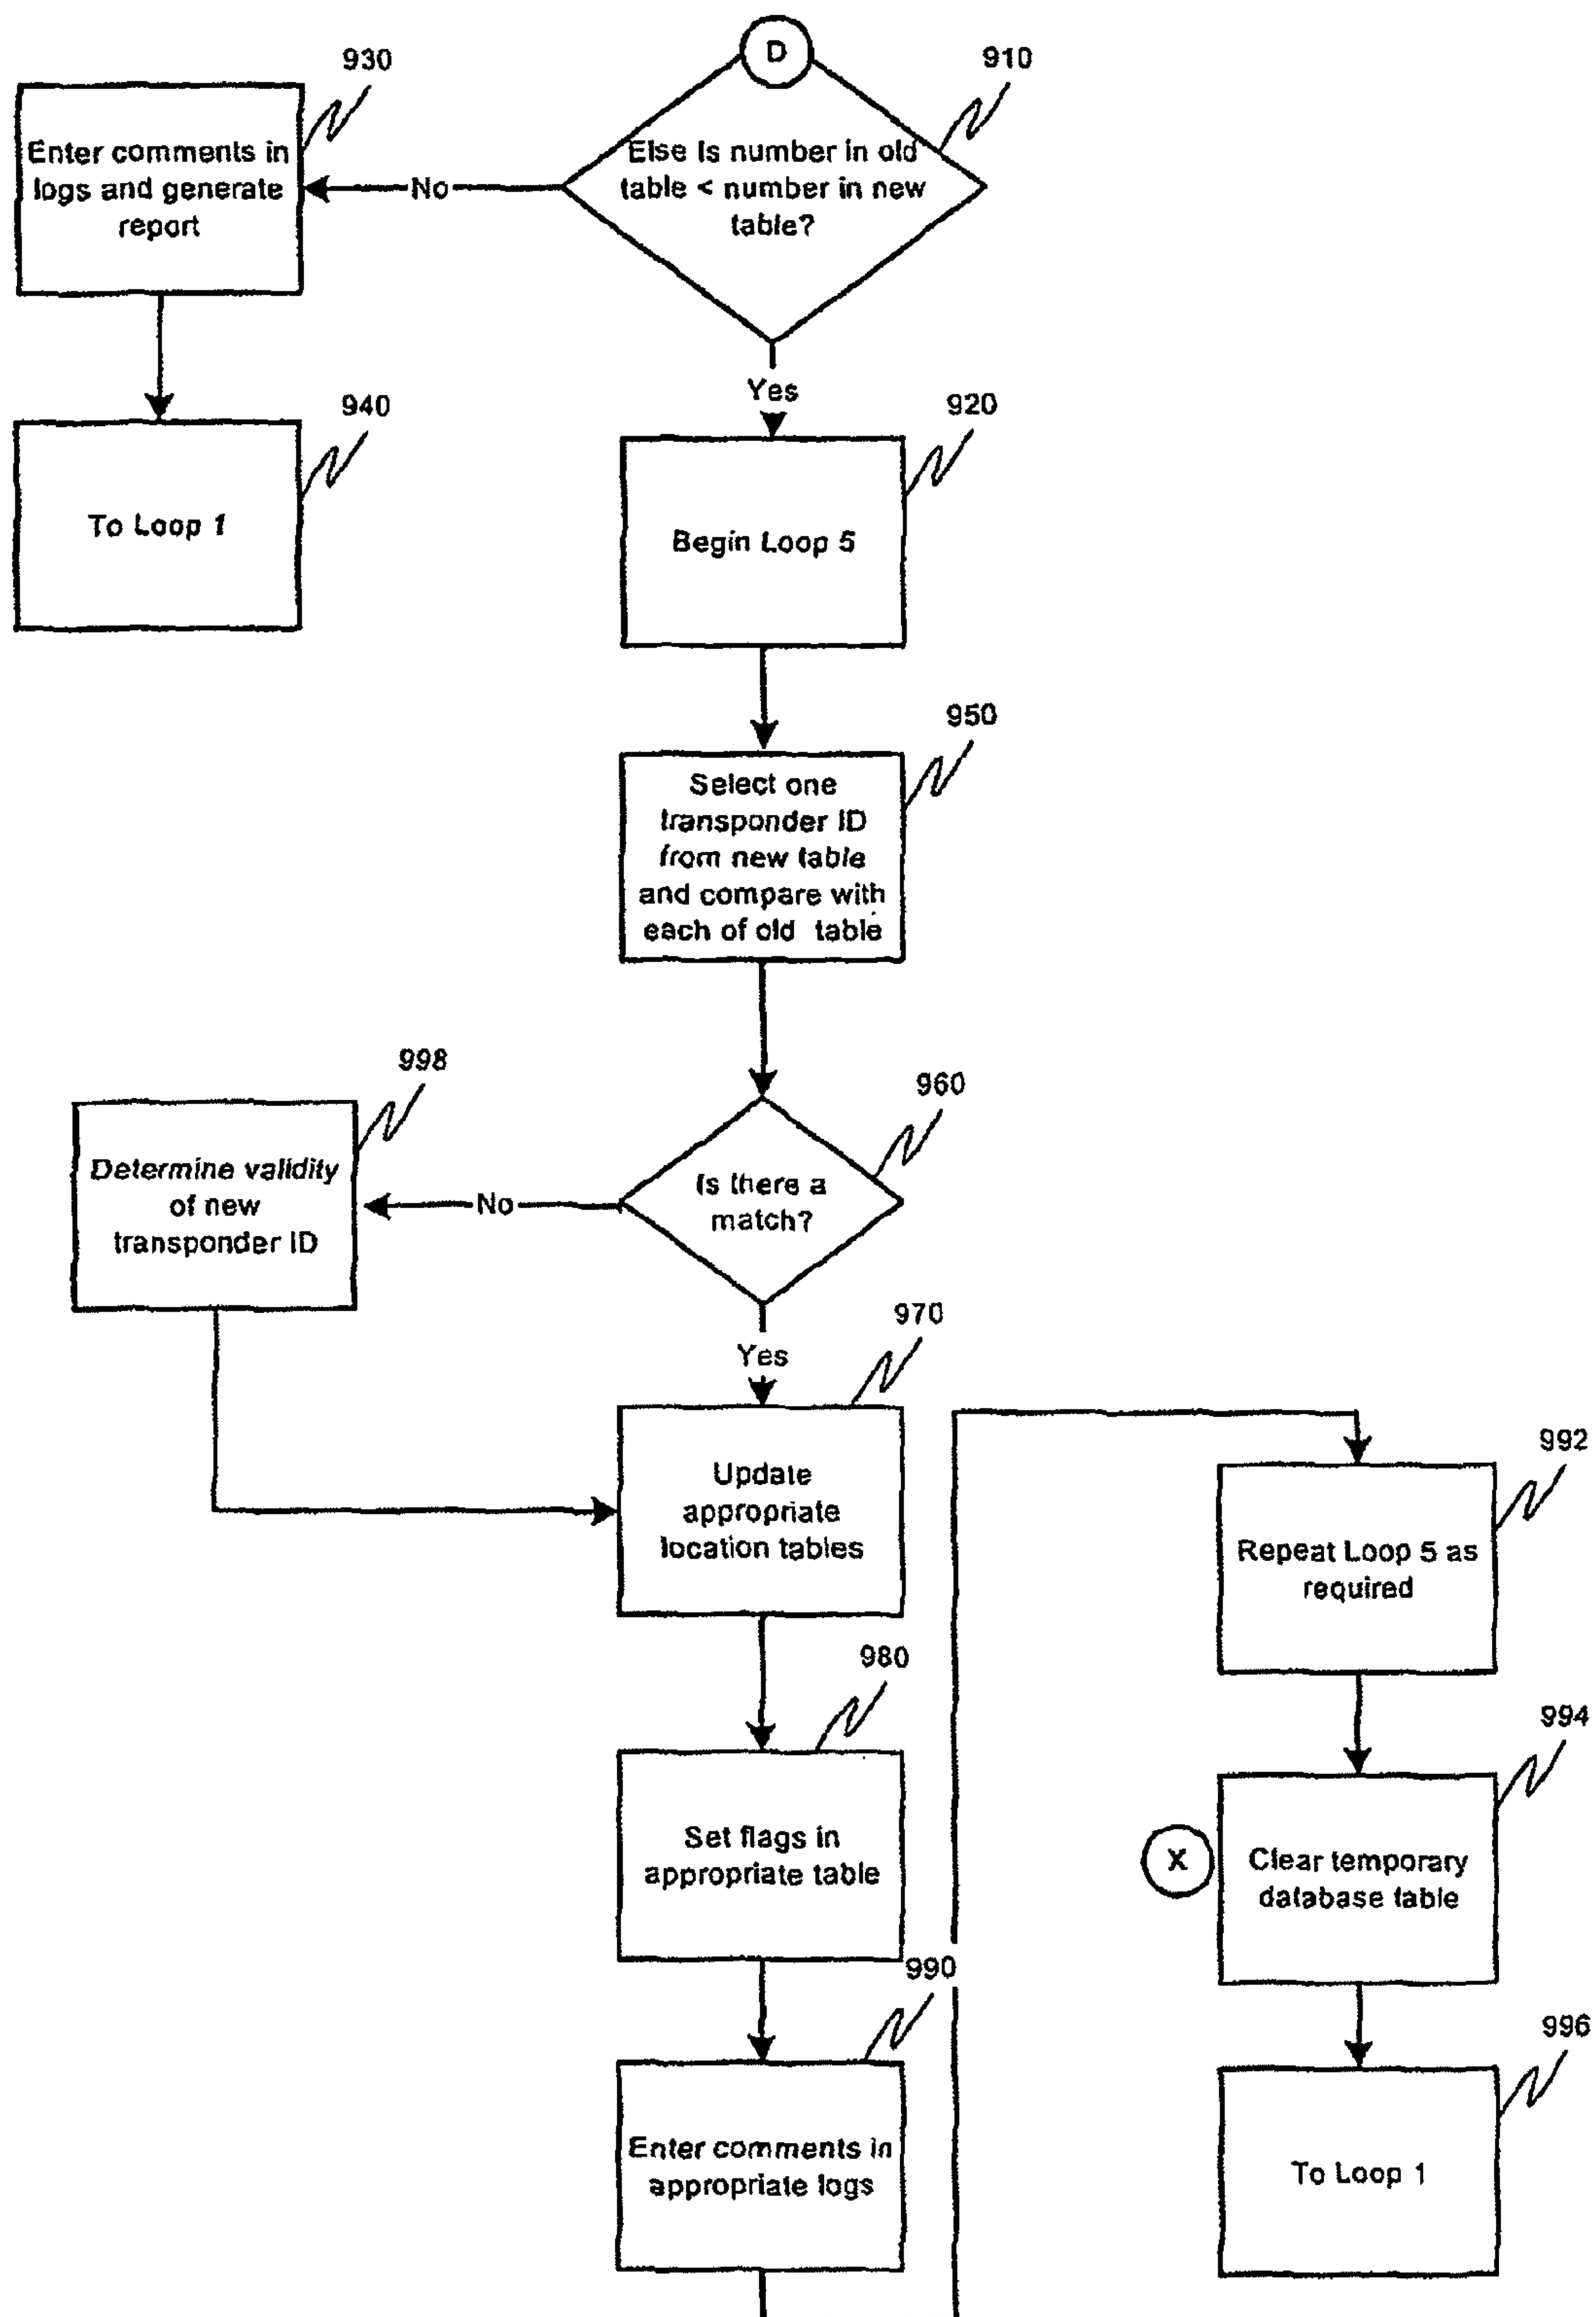 D
910
Else Is number in old
table < number in new
table?
No
930
Enter comments in
logs and generate
report
940
To Loop 1
Yes
920
Begin Loop 5
950
Select one
transponder ID
from new table
and compare with
each of old table
960
Is there a
match?
No
998
Determine validity
of new
transponder ID
Yes
970
Update
appropriate
location tables
980
Set flags in
appropriate table
990
Enter comments in
appropriate logs
992
Repeat Loop 5 as
required
994
X
Clear temporary
database table
996
To Loop 1